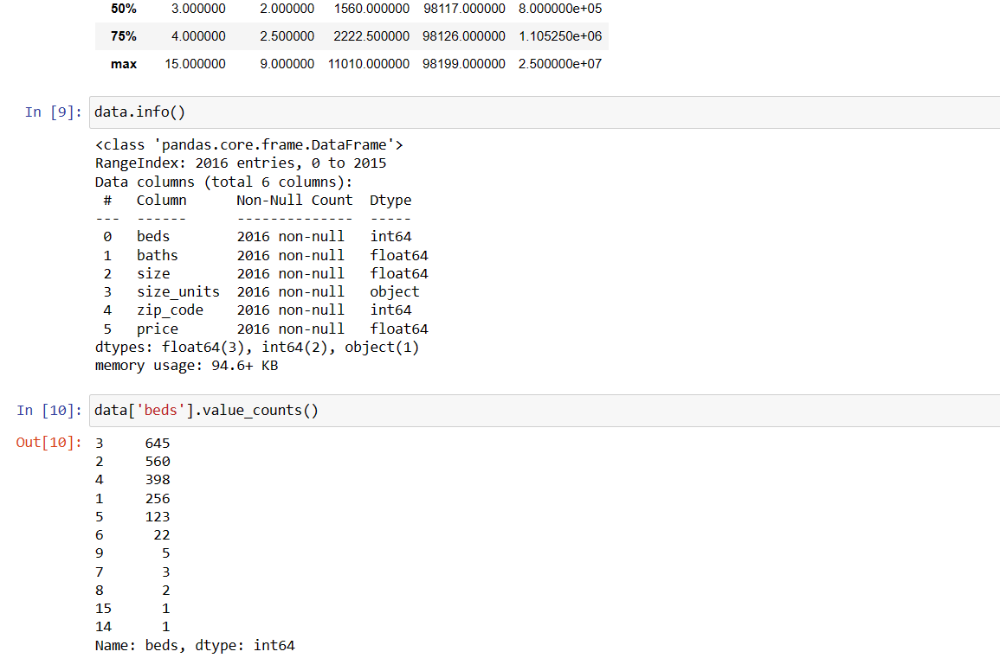 50% 3.000000 2.000000 1560.000000 98117.000000 8.000000e+05
75% 4.000000 2.500000 2222.500000 98126.000000 1.105250e+06
max 15.000000 9.000000 11010.000000 98199.000000 2.500000e+07
In [9]: data.info()
<class 'pandas.core.frame.DataFrame'>
RangeIndex: 2016 entries, 0 to 2015
Data columns (total 6 columns):
 #   Column      Non-Null Count  Dtype
---  ------      --------------  -----
 0   beds        2016 non-null   int64
 1   baths       2016 non-null   float64
 2   size        2016 non-null   float64
 3   size_units  2016 non-null   object
 4   zip_code    2016 non-null   int64
 5   price       2016 non-null   float64
dtypes: float64(3), int64(2), object(1)
memory usage: 94.6+ KB
In [10]: data['beds'].value_counts()
Out[10]: 3     645
2     560
4     398
1     256
5     123
6      22
9       5
7       3
8       2
15      1
14      1
Name: beds, dtype: int64